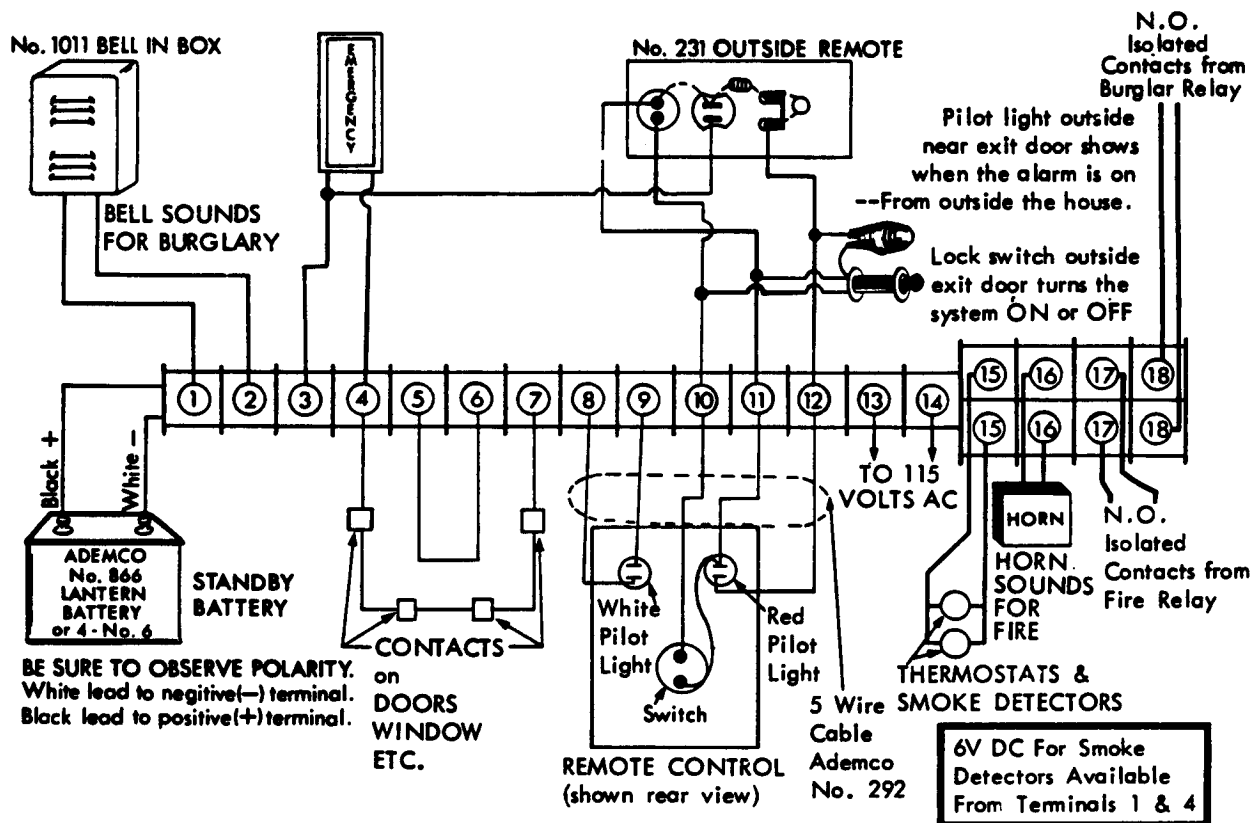 No. 1011 BELL IN BOX
EMERGENCY
No. 231 OUTSIDE REMOTE
N.O.
Isolated
Contacts from
Burglar Relay
Pilot light outside
near exit door shows
when the alarm is on
--From outside the house.
BELL SOUNDS
FOR BURGLARY
Lock switch outside
exit door turns the
system ON or OFF
1 2 3 4 5 6 7 8 9 10 11 12 13 14
15 16 17 18
15 16 17 18
Black +
White -
TO 115
VOLTS AC
ADEMCO
No. 866
LANTERN
BATTERY
or 4 - No. 6
STANDBY
BATTERY
BE SURE TO OBSERVE POLARITY.
White lead to negitive(-) terminal.
Black lead to positive(+) terminal.
CONTACTS
on
DOORS
WINDOW
ETC.
White
Pilot
Light
Red
Pilot
Light
Switch
REMOTE CONTROL
(shown rear view)
5 Wire
Cable
Ademco
No. 292
HORN
HORN
SOUNDS
FOR
FIRE
N.O.
Isolated
Contacts from
Fire Relay
THERMOSTATS &
SMOKE DETECTORS
6V DC For Smoke
Detectors Available
From Terminals 1 & 4